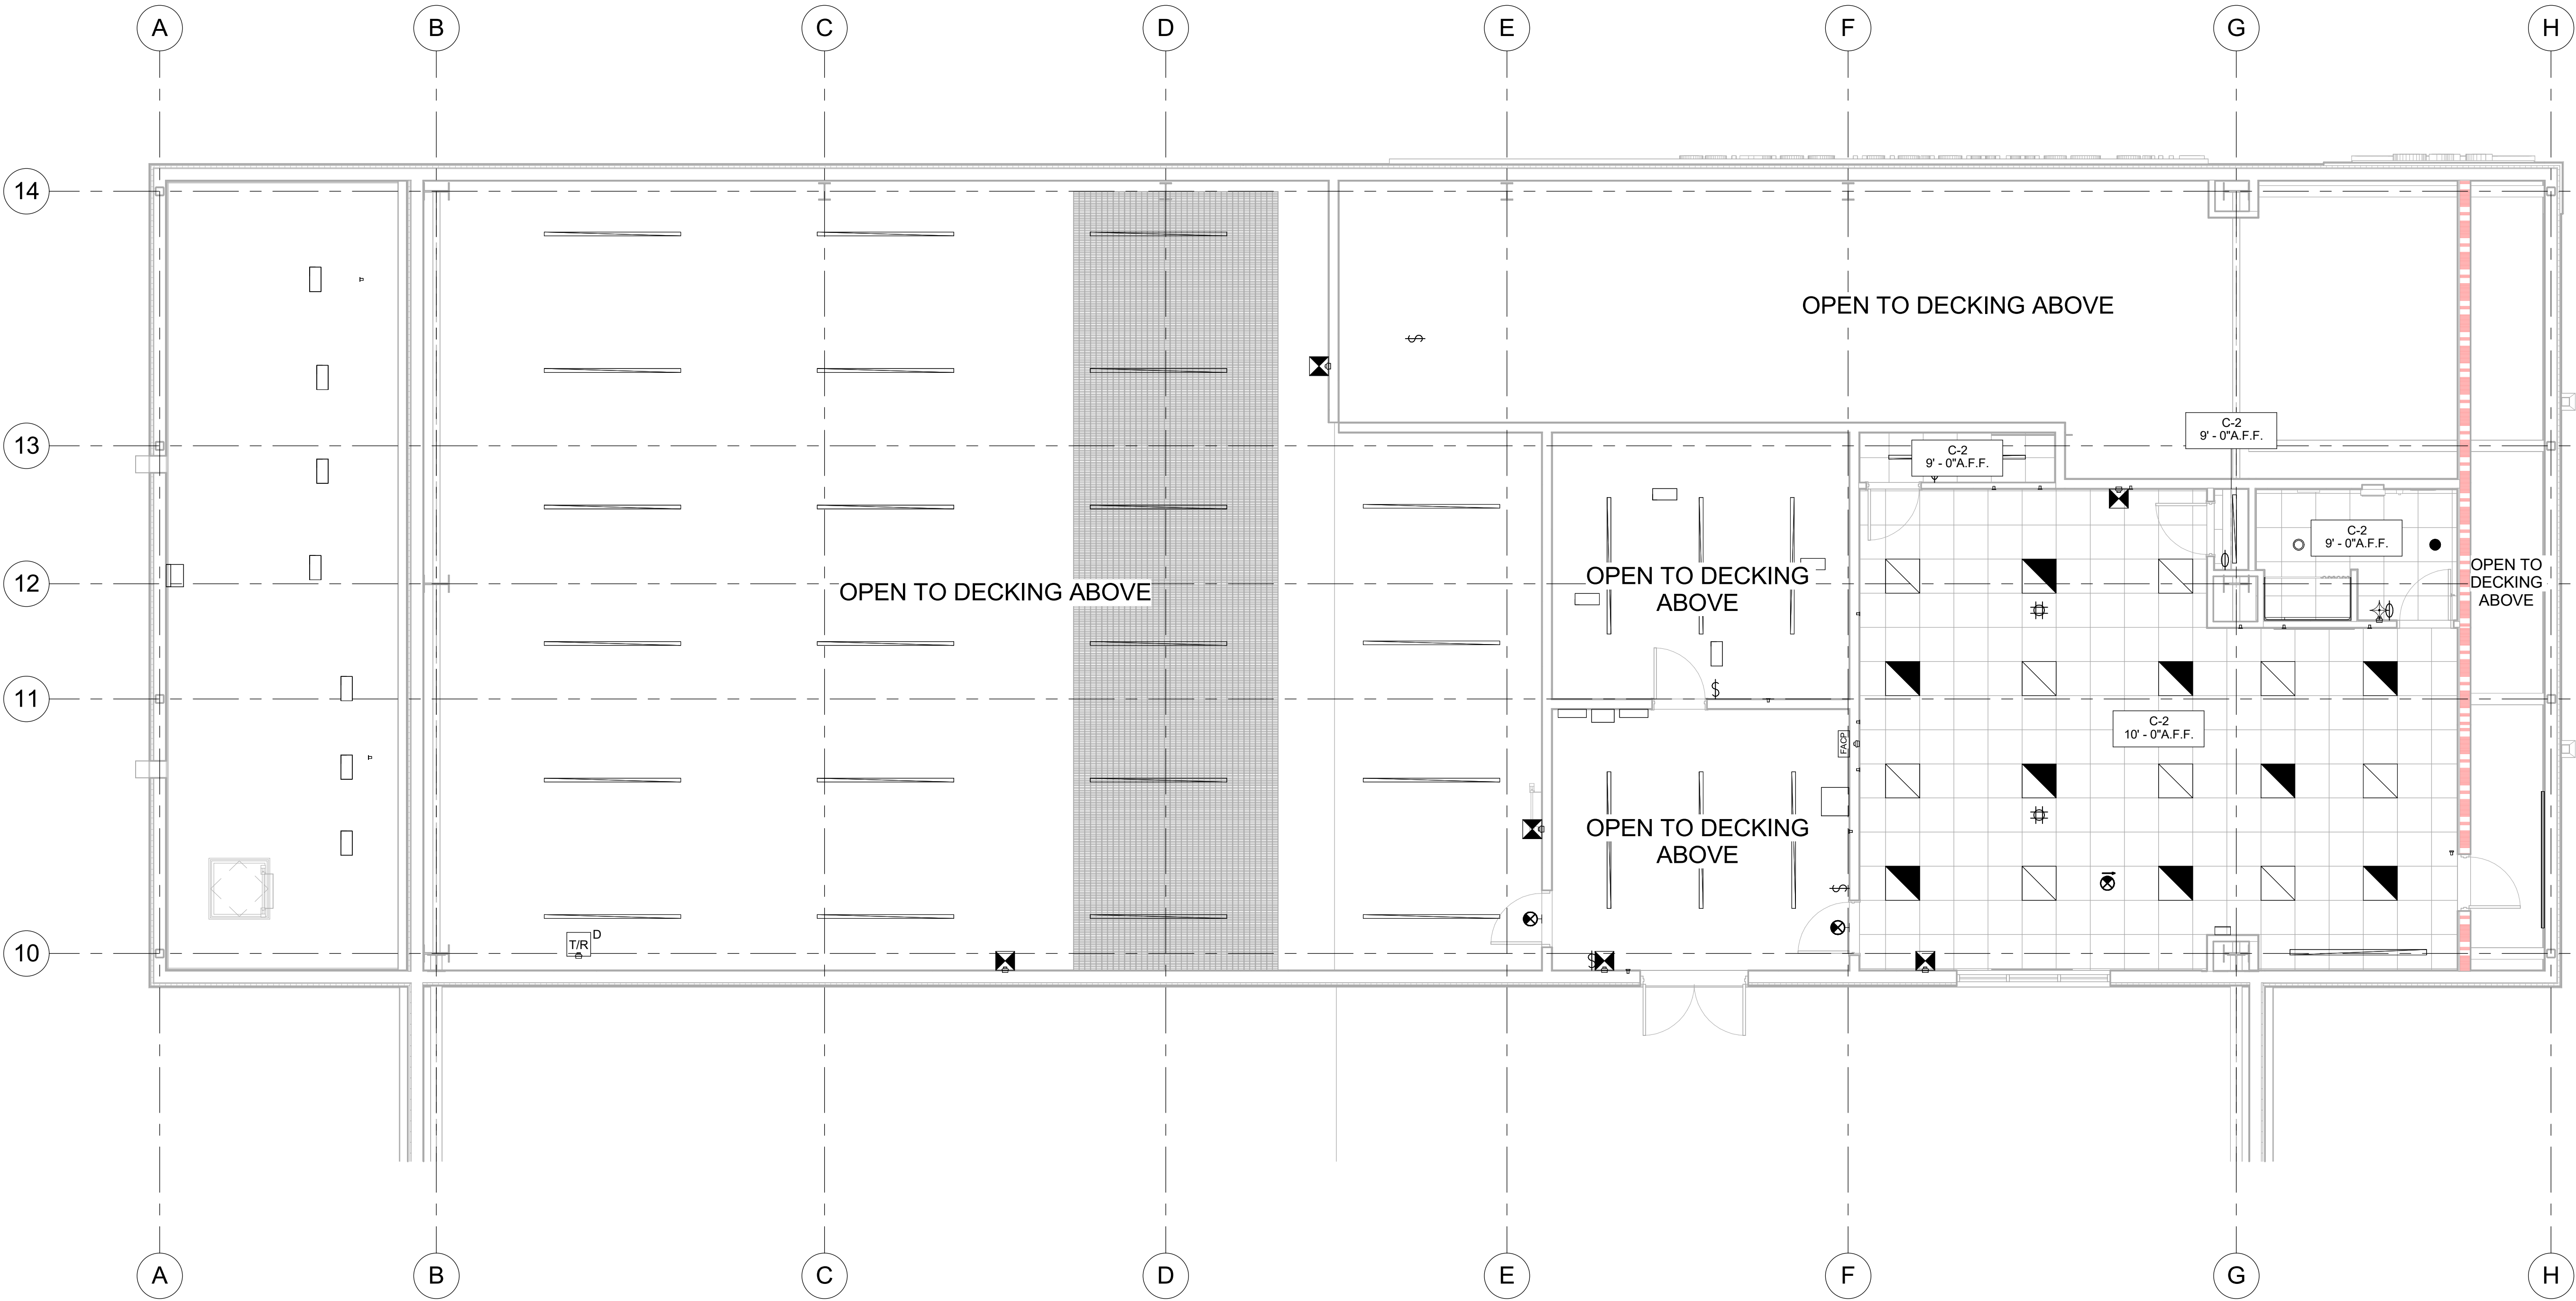 A B C D E F G H
14
OPEN TO DECKING ABOVE
13
C-2
9' - 0"A.F.F.
C-2
9' - 0"A.F.F.
C-2
9' - 0"A.F.F.
12
OPEN TO DECKING ABOVE
OPEN TO DECKING
ABOVE
OPEN TO
DECKING
ABOVE
$
$
11
C-2
10' - 0"A.F.F.
FACP
OPEN TO DECKING
ABOVE
$
10
T/R
D
$
A B C D E F G H